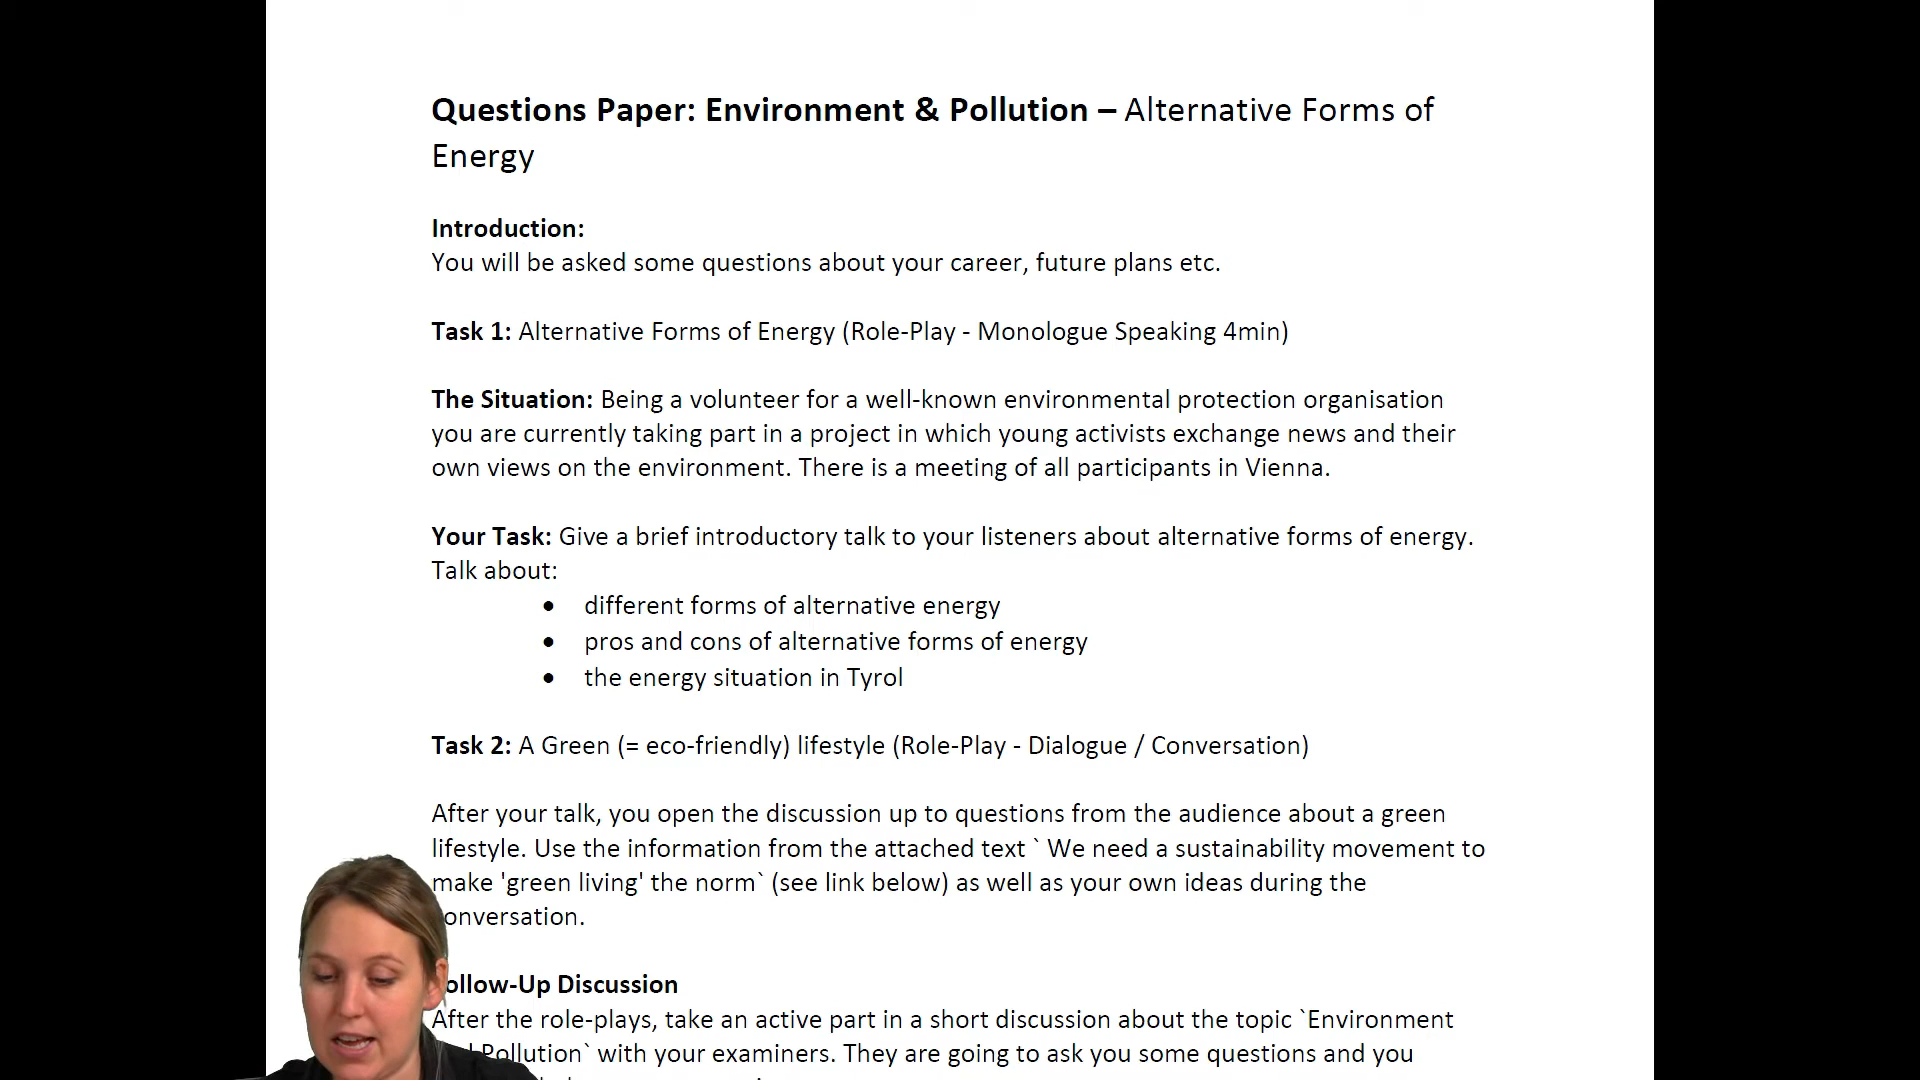 Questions Paper: Environment & Pollution – Alternative Forms of
Energy
Introduction:
You will be asked some questions about your career, future plans etc.
Task 1: Alternative Forms of Energy (Role-Play - Monologue Speaking 4min)
The Situation: Being a volunteer for a well-known environmental protection organisation
you are currently taking part in a project in which young activists exchange news and their
own views on the environment. There is a meeting of all participants in Vienna.
Your Task: Give a brief introductory talk to your listeners about alternative forms of energy.
Talk about:
• different forms of alternative energy
• pros and cons of alternative forms of energy
• the energy situation in Tyrol
Task 2: A Green (= eco-friendly) lifestyle (Role-Play - Dialogue / Conversation)
After your talk, you open the discussion up to questions from the audience about a green
lifestyle. Use the information from the attached text ` We need a sustainability movement to
make 'green living' the norm` (see link below) as well as your own ideas during the
onversation.
ollow-Up Discussion
After the role-plays, take an active part in a short discussion about the topic `Environment
Pollution` with your examiners. They are going to ask you some questions and you